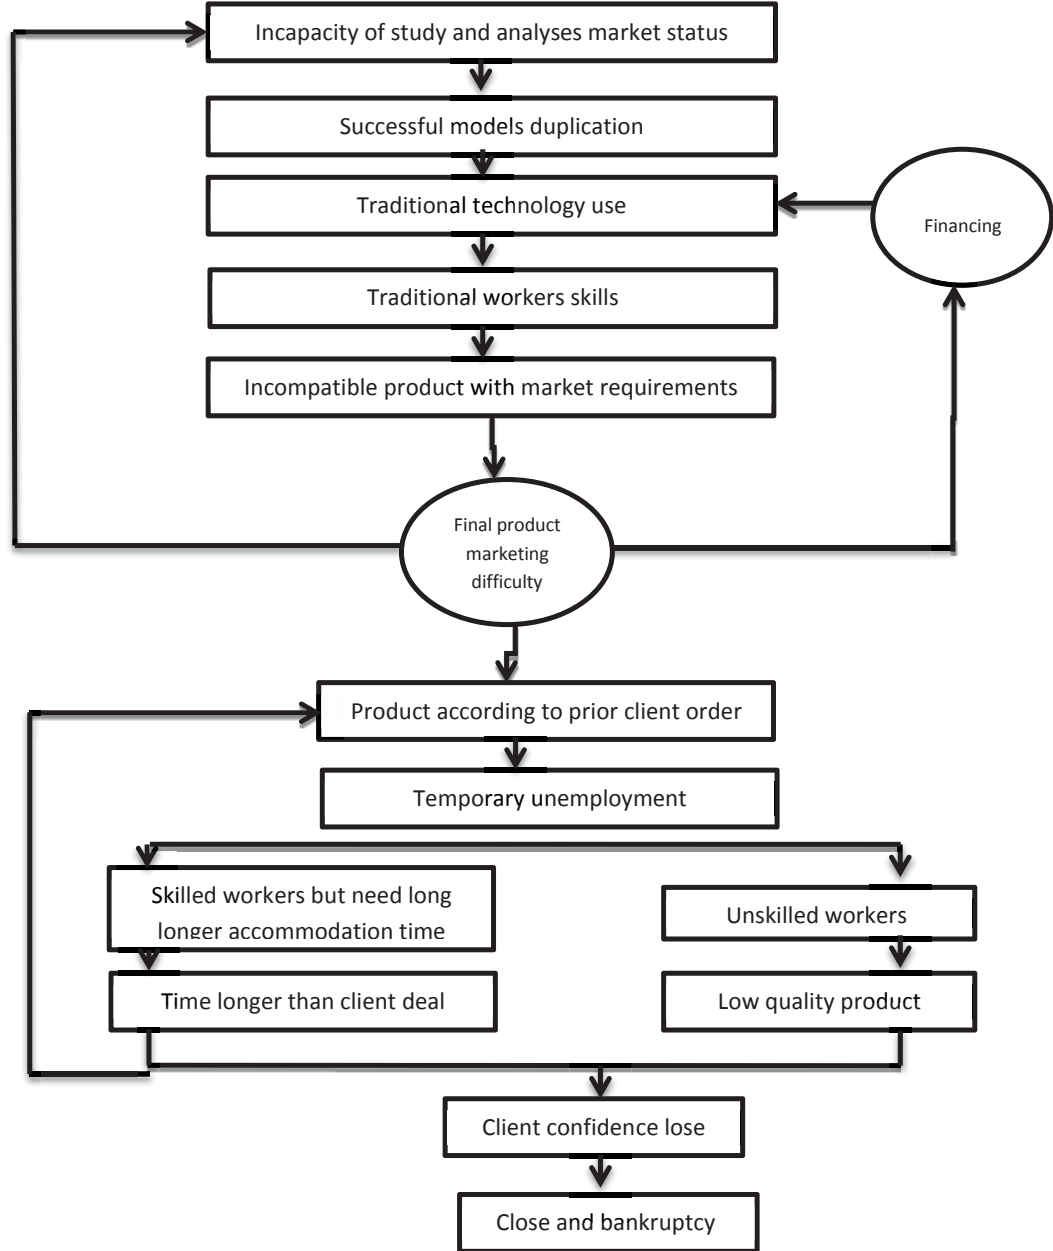 Incapacity of study and analyses market status
Successful models duplication
Traditional technology use
Financing
Traditional workers skills
Incompatible product with market requirements
Final product
marketing
difficulty
Product according to prior client order
Temporary unemployment
Skilled workers but need long
longer accommodation time
Unskilled workers
Time longer than client deal
Low quality product
Client confidence lose
Close and bankruptcy